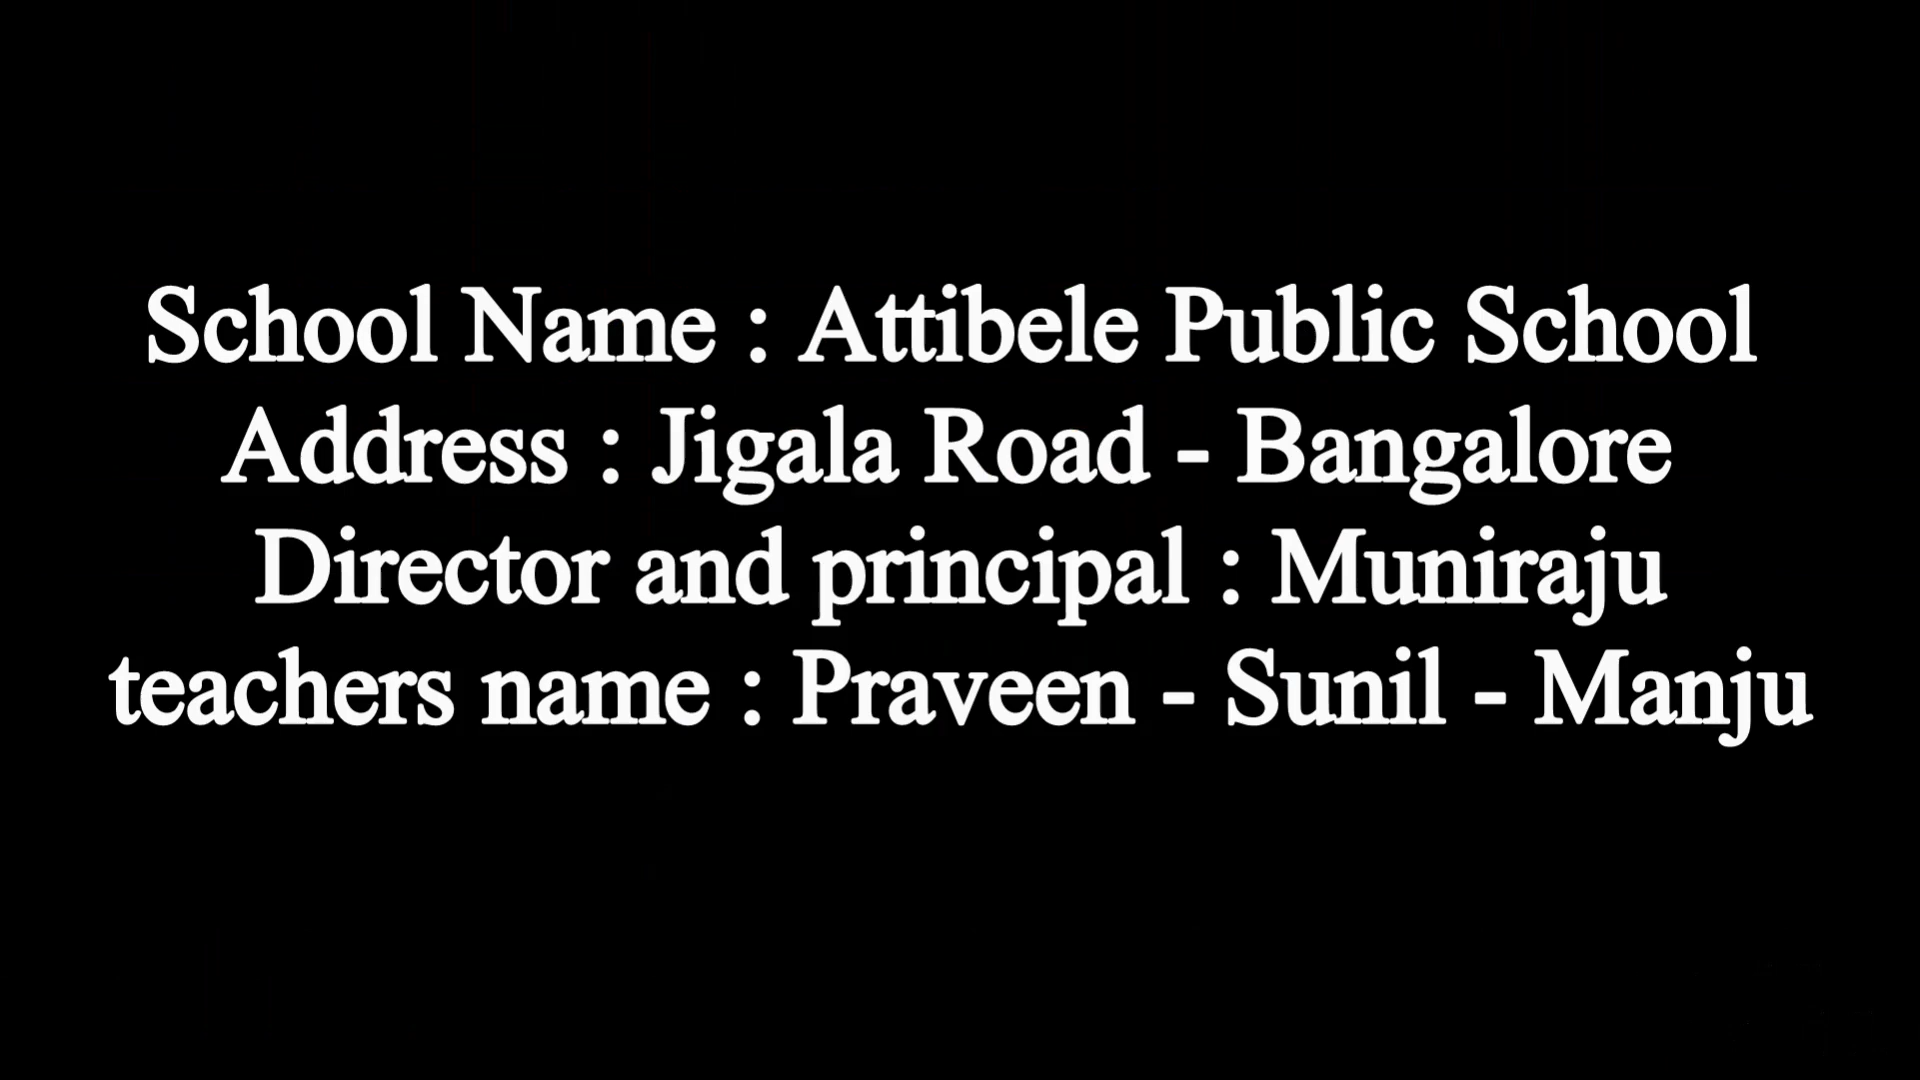 School Name : Attibele Public School
Address : Jigala Road - Bangalore
Director and principal : Muniraju
teachers name : Praveen - Sunil - Manju